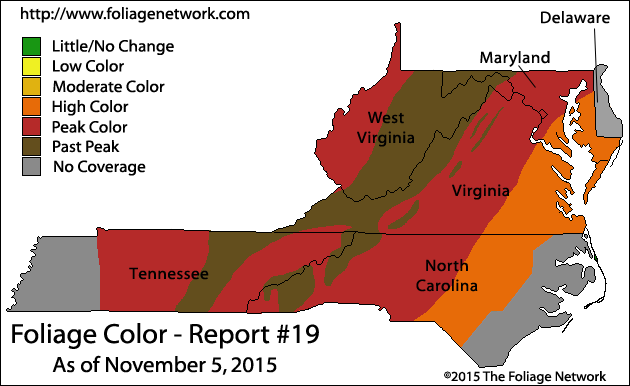 http://www.foliagenetwork.com
Delaware
Maryland
Little/No Change
Low Color
Moderate Color
High Color
Peak Color
Past Peak
No Coverage
West
Virginia
Virginia
Tennessee
North
Carolina
Foliage Color - Report #19
As of November 5, 2015
©2015 The Foliage Network